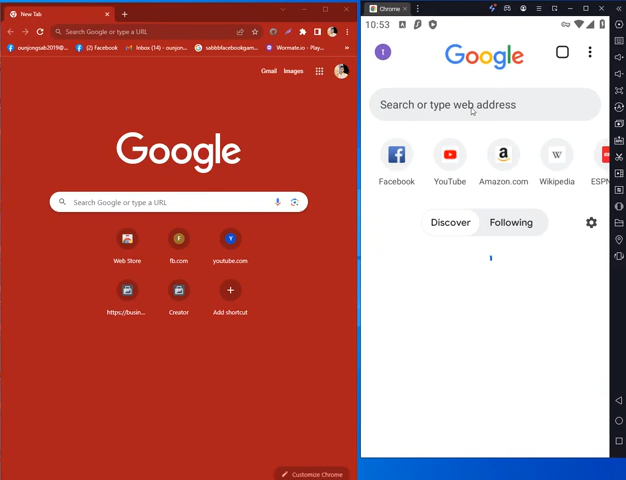 New Tab
Search Google or type a URL
ounjongsab2019@...
(2) Facebook
Inbox (14) - ounjon...
sabbbfacebookgam...
Wormate.io - Play...
Gmail
Images
Google
Search Google or type a URL
Web Store
fb.com
youtube.com
https://busin...
Creator
Add shortcut
Customize Chrome
Chrome
10:53
t
Google
Search or type web address
Facebook
YouTube
Amazon.com
Wikipedia
ESPN
Discover
Following